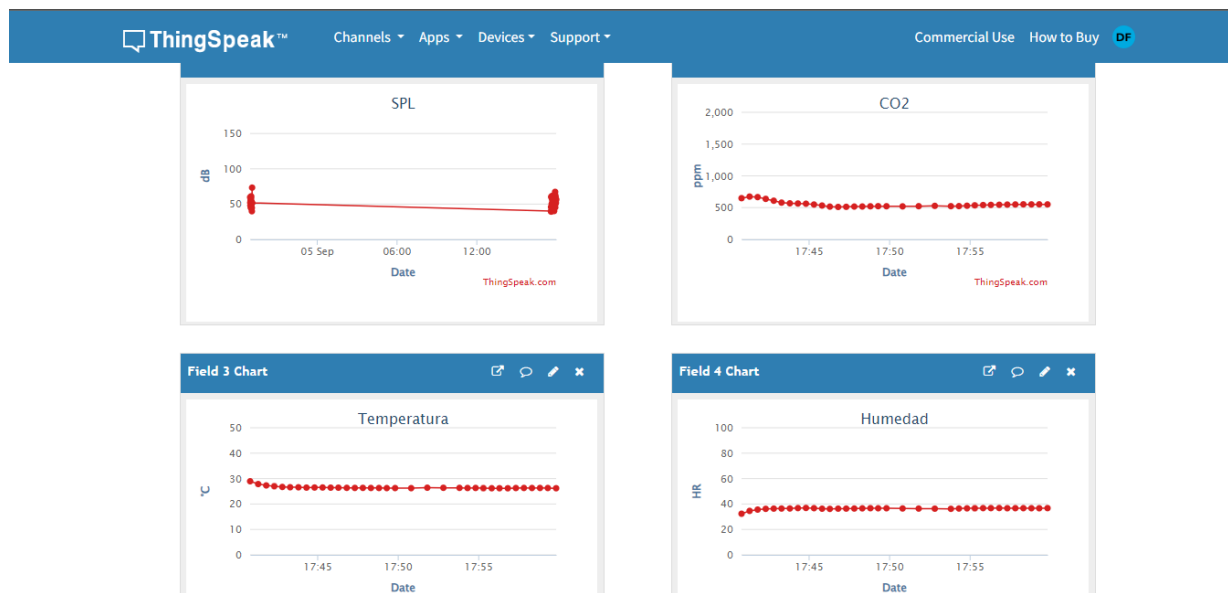 ThingSpeak™ Channels Apps Devices Support Commercial Use How to Buy DF
SPL
150
100
50
0
dB
05 Sep 06:00 12:00
Date
ThingSpeak.com
CO2
2,000
1,500
1,000
500
0
ppm
17:45 17:50 17:55
Date
ThingSpeak.com
Field 3 Chart
Temperatura
50
40
30
20
10
0
°C
17:45 17:50 17:55
Date
Field 4 Chart
Humedad
100
80
60
40
20
0
HR
17:45 17:50 17:55
Date